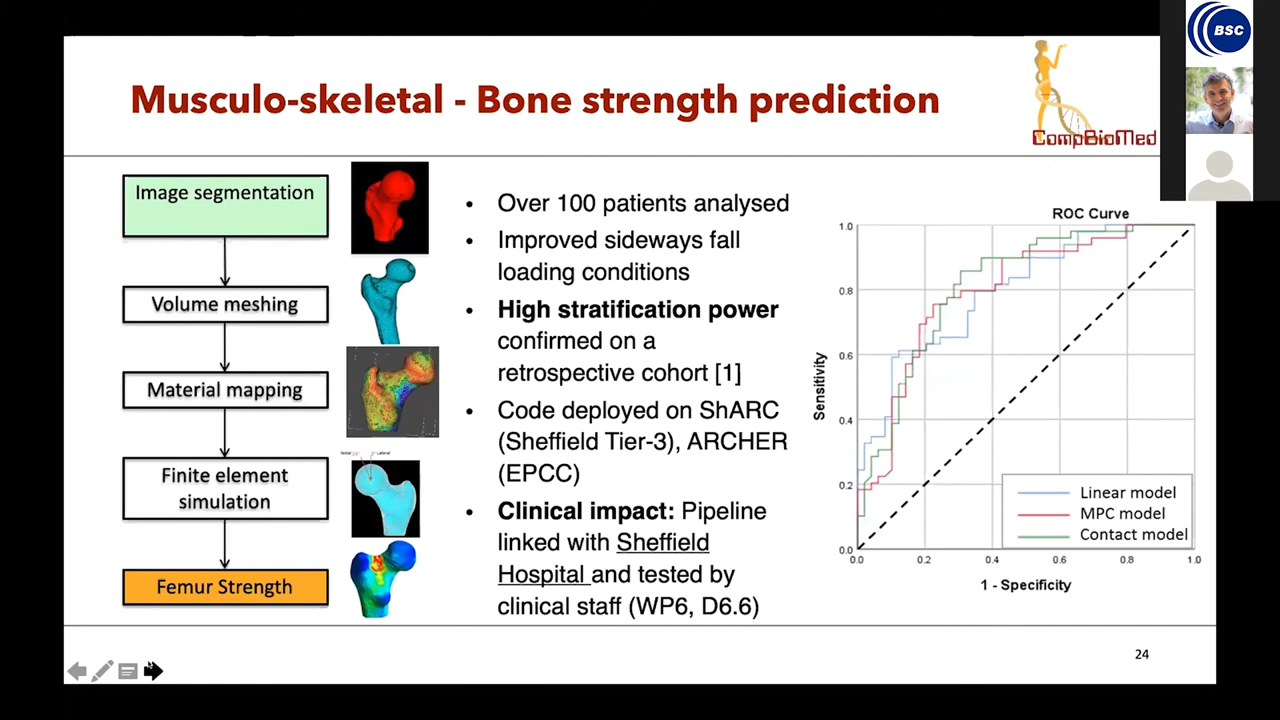 BSC
Musculo-skeletal - Bone strength prediction
CompBioMed
Image segmentation
Volume meshing
Material mapping
Finite element
simulation
Femur Strength
• Over 100 patients analysed
• Improved sideways fall
loading conditions
• High stratification power
confirmed on a
retrospective cohort [1]
• Code deployed on ShARC
(Sheffield Tier-3), ARCHER
(EPCC)
• Clinical impact: Pipeline
linked with Sheffield
Hospital and tested by
clinical staff (WP6, D6.6)
ROC Curve
1.0
0.8
0.6
0.4
0.2
0.0
Sensitivity
0.0 0.2 0.4 0.6 0.8 1.0
1 - Specificity
Linear model
MPC model
Contact model
24